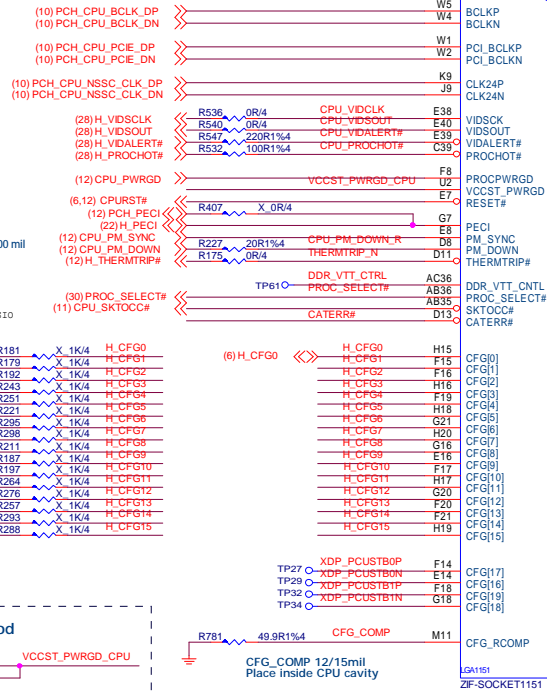 (10) PCH_CPU_BCLK_DP W5 BCLKP
(10) PCH_CPU_BCLK_DN W4 BCLKN
(10) PCH_CPU_PCIE_DP W1 PCI_BCLKP
(10) PCH_CPU_PCIE_DN W2 PCI_BCLKN
(10) PCH_CPU_NSSC_CLK_DP K9 CLK24P
(10) PCH_CPU_NSSC_CLK_DN J9 CLK24N
(28) H_VIDSCLK R536 0R/4 CPU_VIDCLK E38 VIDSCK
(28) H_VIDSOUT R540 0R/4 CPU_VIDSOUT E40 VIDSOUT
(28) H_VIDALERT# R547 220R1%4 CPU_VIDALERT# E39 VIDALERT#
(28) H_PROCHOT# R532 100R1%4 CPU_PROCHOT# C39 PROCHOT#
(12) CPU_PWRGD F8 PROCPWRGD
VCCST_PWRGD_CPU U2 VCCST_PWRGD
(6,12) CPURST# E7 RESET#
(12) PCH_PECI R407 X_0R/4
(22) H_PECI G7 PECI
(12) CPU_PM_SYNC E8 PM_SYNC
(12) CPU_PM_DOWN R227 20R1%4 CPU_PM_DOWN_R D8 PM_DOWN
(12) H_THERMTRIP# R175 0R/4 THERMTRIP_N D11 THERMTRIP#
00 mil
TP61 DDR_VTT_CTRL AC36 DDR_VTT_CNTL
(30) PROC_SELECT# PROC_SELECT# AB36 PROC_SELECT#
(11) CPU_SKTOCC# AB35 SKTOCC#
CATERR# D13 CATERR#
SIO
R181 X_1K/4 H_CFG0 (6) H_CFG0 H_CFG0 H15 CFG[0]
R179 X_1K/4 H_CFG1 H_CFG1 F15 CFG[1]
R192 X_1K/4 H_CFG2 H_CFG2 F16 CFG[2]
R243 X_1K/4 H_CFG3 H_CFG3 H16 CFG[3]
R251 X_1K/4 H_CFG4 H_CFG4 F19 CFG[4]
R221 X_1K/4 H_CFG5 H_CFG5 H18 CFG[5]
R295 X_1K/4 H_CFG6 H_CFG6 G21 CFG[6]
R298 X_1K/4 H_CFG7 H_CFG7 H20 CFG[7]
R211 X_1K/4 H_CFG8 H_CFG8 G16 CFG[8]
R187 X_1K/4 H_CFG9 H_CFG9 E16 CFG[9]
R197 X_1K/4 H_CFG10 H_CFG10 F17 CFG[10]
R264 X_1K/4 H_CFG11 H_CFG11 H17 CFG[11]
R276 X_1K/4 H_CFG12 H_CFG12 G20 CFG[12]
R257 X_1K/4 H_CFG13 H_CFG13 F20 CFG[13]
R293 X_1K/4 H_CFG14 H_CFG14 F21 CFG[14]
R288 X_1K/4 H_CFG15 H_CFG15 H19 CFG[15]
TP27 XDP_PCUSTB0P F14 CFG[17]
TP29 XDP_PCUSTB0N E14 CFG[16]
TP32 XDP_PCUSTB1P F18 CFG[19]
TP34 XDP_PCUSTB1N G18 CFG[18]
od
R781 49.9R1%4 CFG_COMP M11 CFG_RCOMP
VCCST_PWRGD_CPU
CFG_COMP 12/15mil
Place inside CPU cavity
LGA1151
ZIF-SOCKET1151